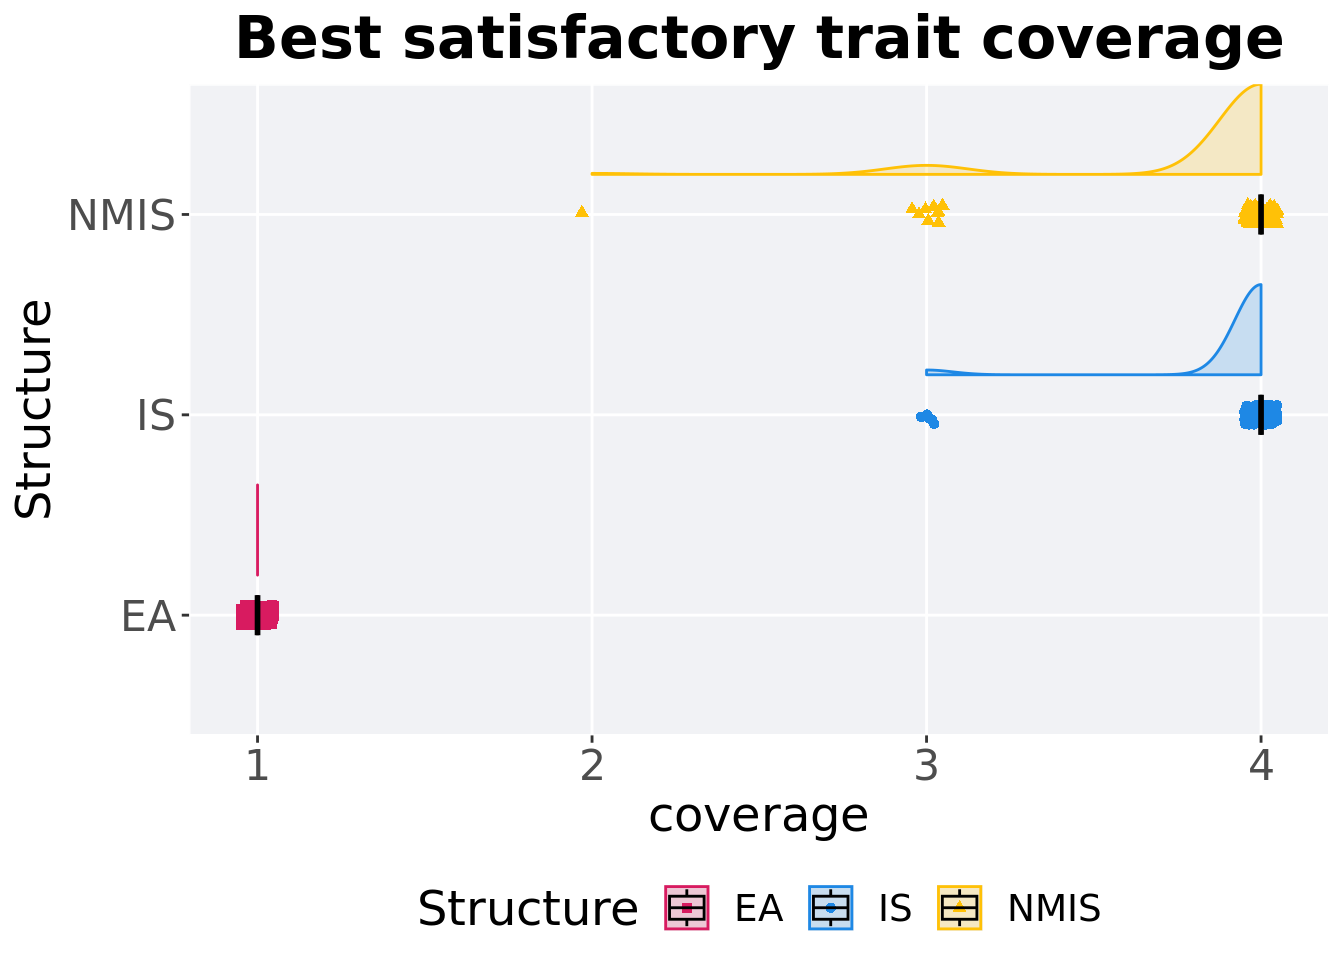 Best satisfactory trait coverage
Structure
NMIS
IS
EA
1 2 3 4
coverage
Structure EA IS NMIS